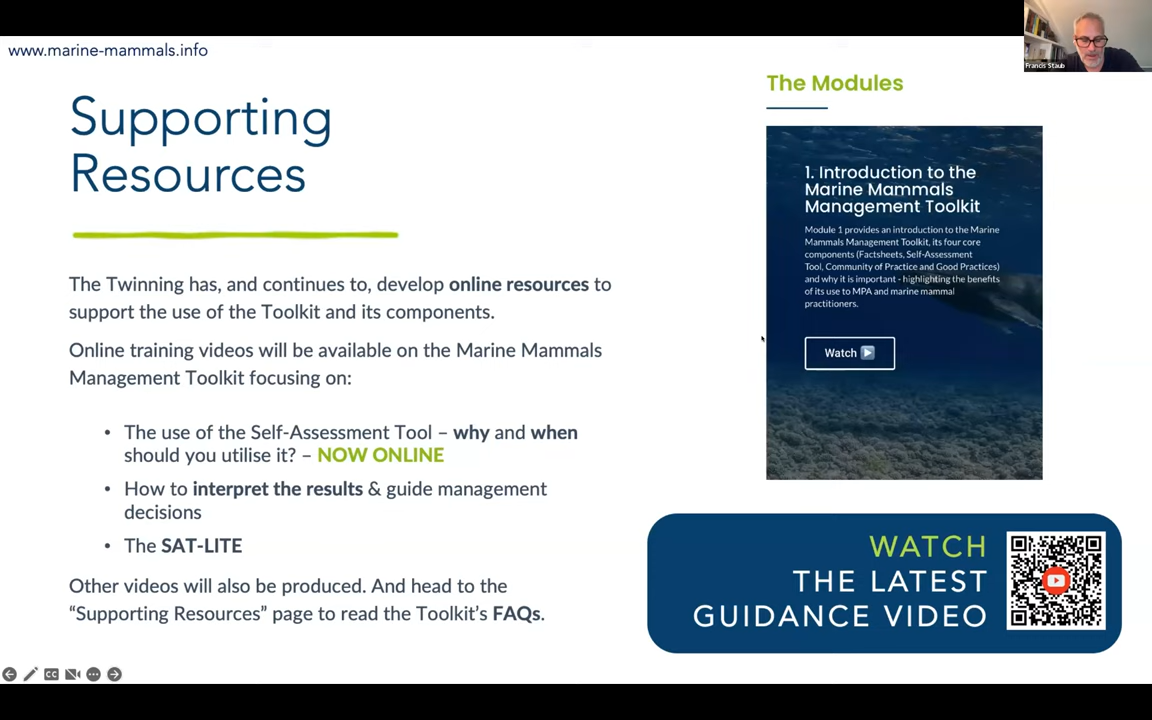 www.marine-mammals.info
Francis Staub
Supporting
Resources
The Twinning has, and continues to, develop online resources to
support the use of the Toolkit and its components.
Online training videos will be available on the Marine Mammals
Management Toolkit focusing on:
• The use of the Self-Assessment Tool – why and when
should you utilise it? – NOW ONLINE
• How to interpret the results & guide management
decisions
• The SAT-LITE
Other videos will also be produced. And head to the
“Supporting Resources” page to read the Toolkit’s FAQs.
The Modules
1. Introduction to the
Marine Mammals
Management Toolkit
Module 1 provides an introduction to the Marine
Mammals Management Toolkit, its four core
components (Factsheets, Self-Assessment
Tool, Community of Practice and Good Practices)
and why it is important - highlighting the benefits
of its use to MPA and marine mammal
practitioners.
Watch
WATCH
THE LATEST
GUIDANCE VIDEO
CC